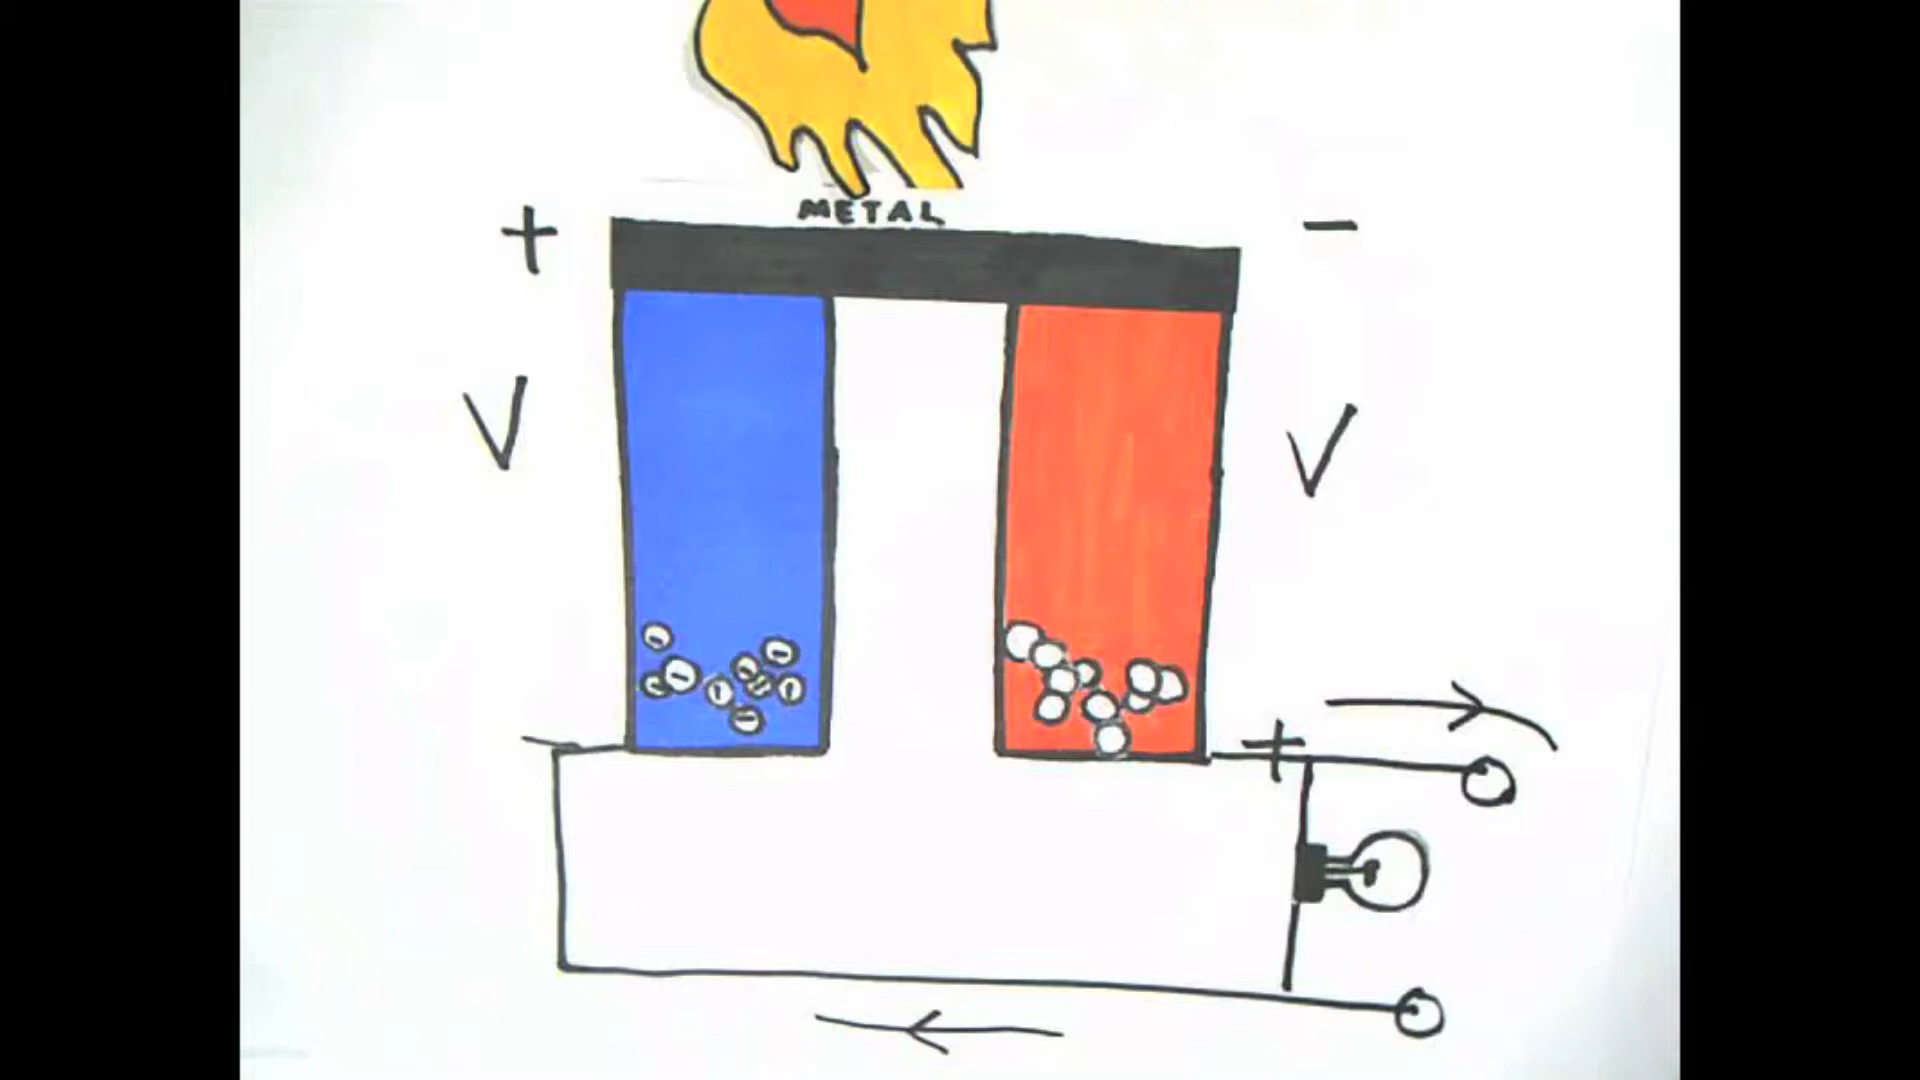 METAL
+ −
V V
− +